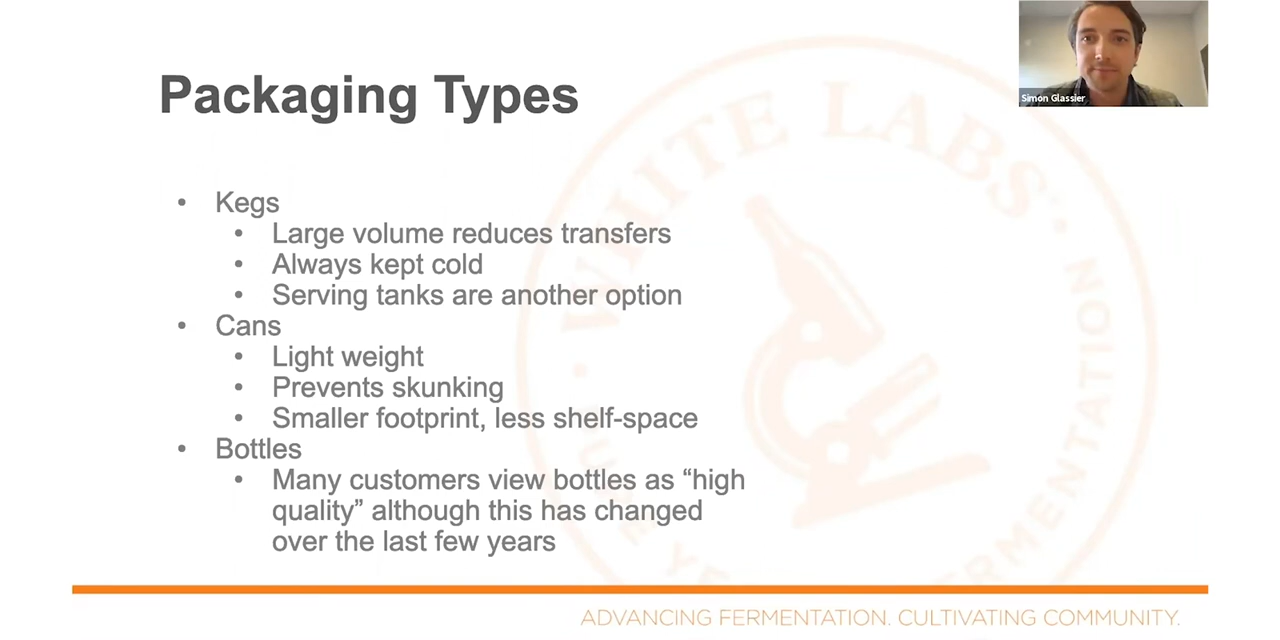 Packaging Types
Simon Glassier
• Kegs
• Large volume reduces transfers
• Always kept cold
• Serving tanks are another option
• Cans
• Light weight
• Prevents skunking
• Smaller footprint, less shelf-space
• Bottles
• Many customers view bottles as “high
quality” although this has changed
over the last few years
WHITE LABS
ADVANCING FERMENTATION. CULTIVATING COMMUNITY.